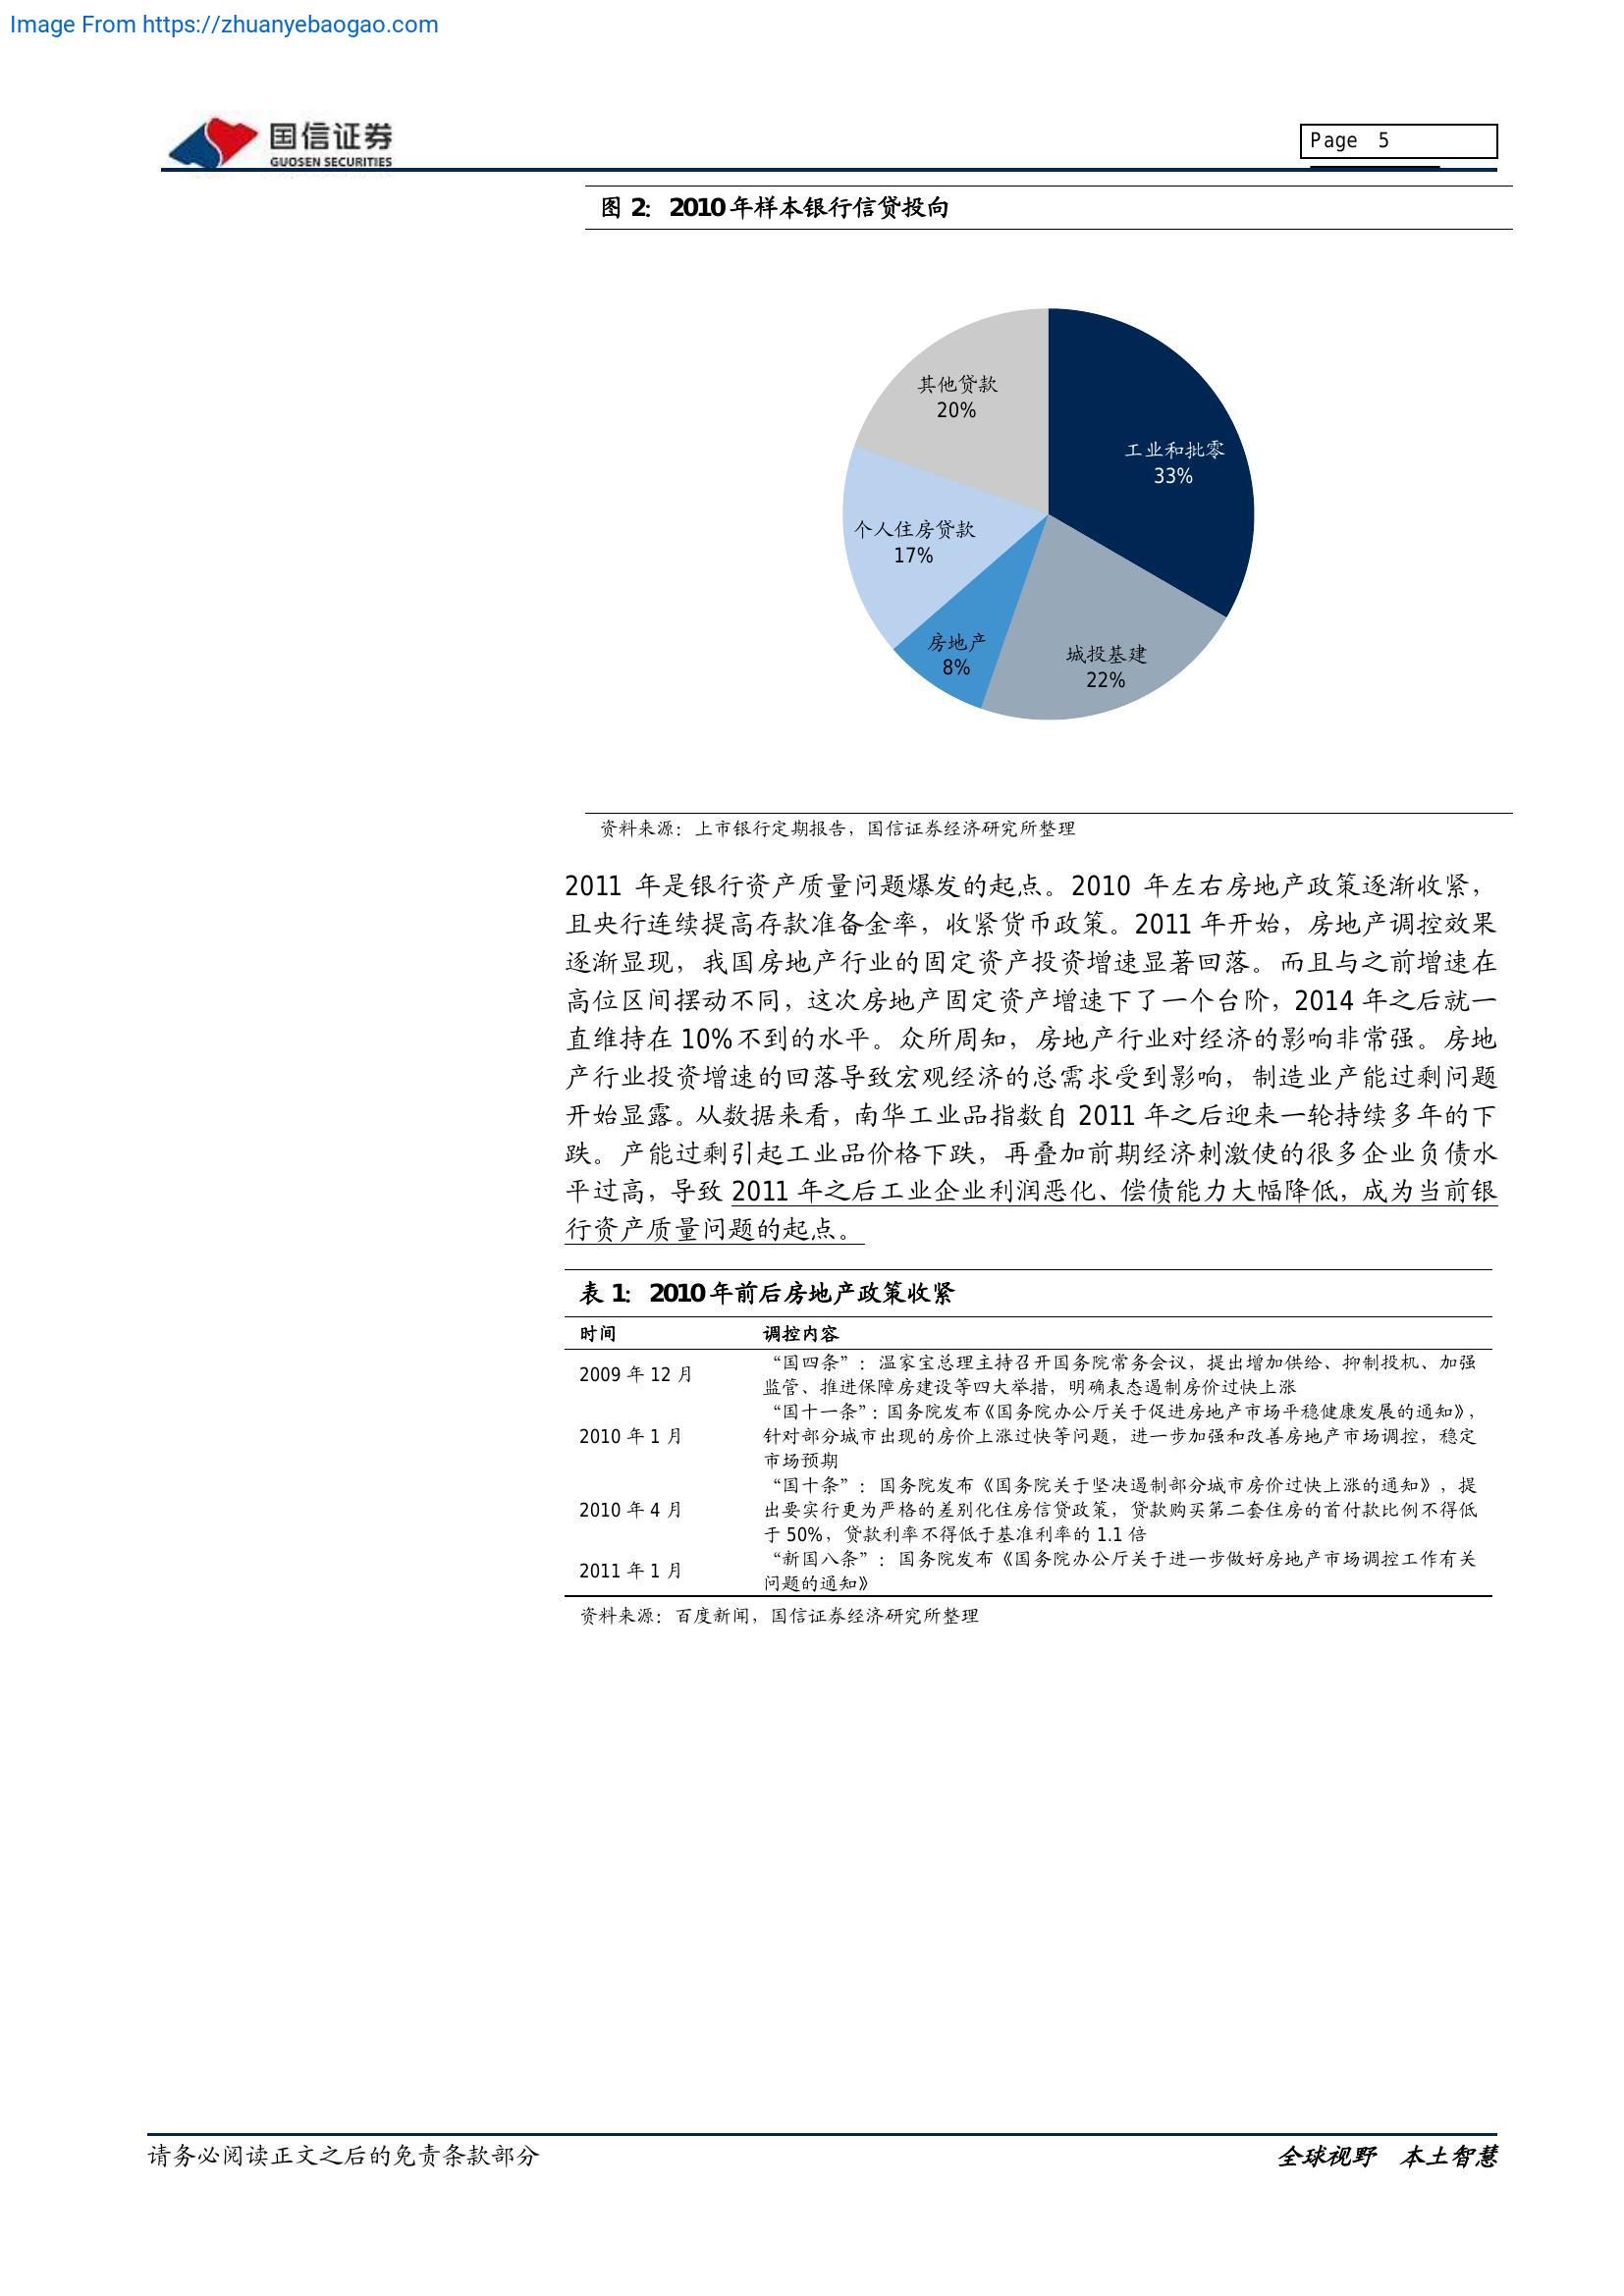 Image From https://zhuanyebaogao.com
国信证券
GUOSEN SECURITIES
Page 5
图 2: 2010 年样本银行信贷投向
其他贷款
20%
工业和批零
33%
个人住房贷款
17%
房地产
8%
城投基建
22%
资料来源：上市银行定期报告，国信证券经济研究所整理
2011 年是银行资产质量问题爆发的起点。2010 年左右房地产政策逐渐收紧，
且央行连续提高存款准备金率，收紧货币政策。2011 年开始，房地产调控效果
逐渐显现，我国房地产行业的固定资产投资增速显著回落。而且与之前增速在
高位区间摆动不同，这次房地产固定资产增速下了一个台阶，2014 年之后就一
直维持在 10%不到的水平。众所周知，房地产行业对经济的影响非常强。房地
产行业投资增速的回落导致宏观经济的总需求受到影响，制造业产能过剩问题
开始显露。从数据来看，南华工业品指数自 2011 年之后迎来一轮持续多年的下
跌。产能过剩引起工业品价格下跌，再叠加前期经济刺激使的很多企业负债水
平过高，导致 2011 年之后工业企业利润恶化、偿债能力大幅降低，成为当前银
行资产质量问题的起点。
表 1: 2010 年前后房地产政策收紧
时间 调控内容
2009 年 12 月 “国四条”：温家宝总理主持召开国务院常务会议，提出增加供给、抑制投机、加强
监管、推进保障房建设等四大举措，明确表态遏制房价过快上涨
2010 年 1 月 “国十一条”：国务院发布《国务院办公厅关于促进房地产市场平稳健康发展的通知》，
针对部分城市出现的房价上涨过快等问题，进一步加强和改善房地产市场调控，稳定
市场预期
2010 年 4 月 “国十条”：国务院发布《国务院关于坚决遏制部分城市房价过快上涨的通知》，提
出要实行更为严格的差别化住房信贷政策，贷款购买第二套住房的首付款比例不得低
于 50%，贷款利率不得低于基准利率的 1.1 倍
2011 年 1 月 “新国八条”：国务院发布《国务院办公厅关于进一步做好房地产市场调控工作有关
问题的通知》
资料来源：百度新闻，国信证券经济研究所整理
请务必阅读正文之后的免责条款部分
全球视野 本土智慧